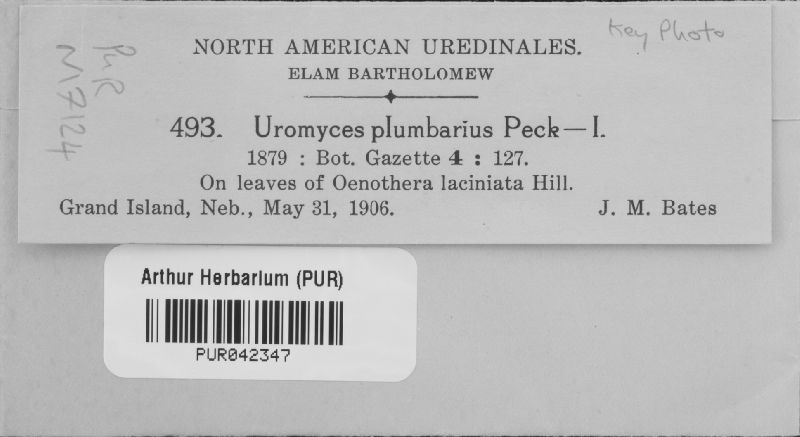 Key Photo
PUR
N17124
NORTH AMERICAN UREDINALES.
ELAM BARTHOLOMEW
493. Uromyces plumbarius Peck—I.
1879 : Bot. Gazette 4 : 127.
On leaves of Oenothera laciniata Hill.
Grand Island, Neb., May 31, 1906. J. M. Bates
Arthur Herbarium (PUR)
PUR042347